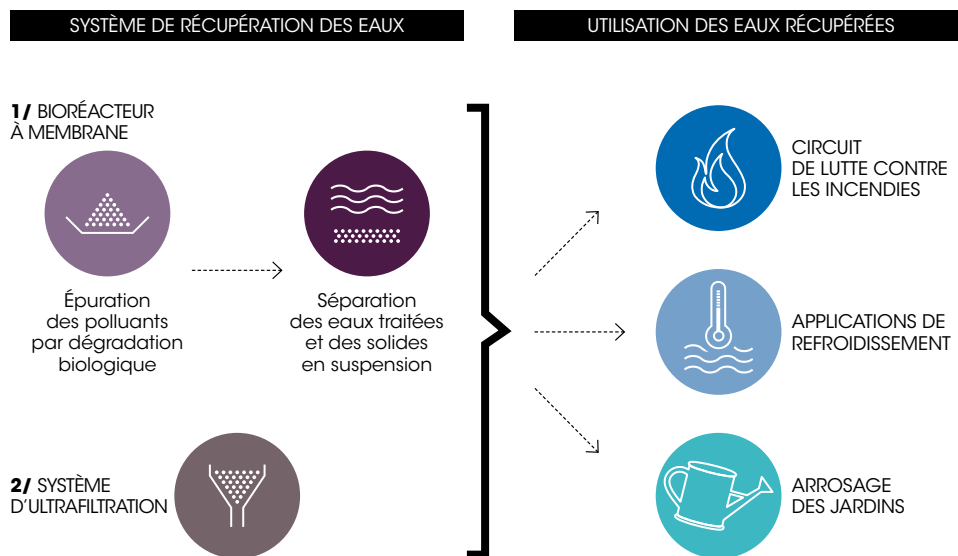 SYSTÈME DE RÉCUPÉRATION DES EAUX
UTILISATION DES EAUX RÉCUPÉRÉES
1/ BIORÉACTEUR
À MEMBRANE
Épuration
des polluants
par dégradation
biologique
Séparation
des eaux traitées
et des solides
en suspension
2/ SYSTÈME
D'ULTRAFILTRATION
CIRCUIT
DE LUTTE CONTRE
LES INCENDIES
APPLICATIONS DE
REFROIDISSEMENT
ARROSAGE
DES JARDINS